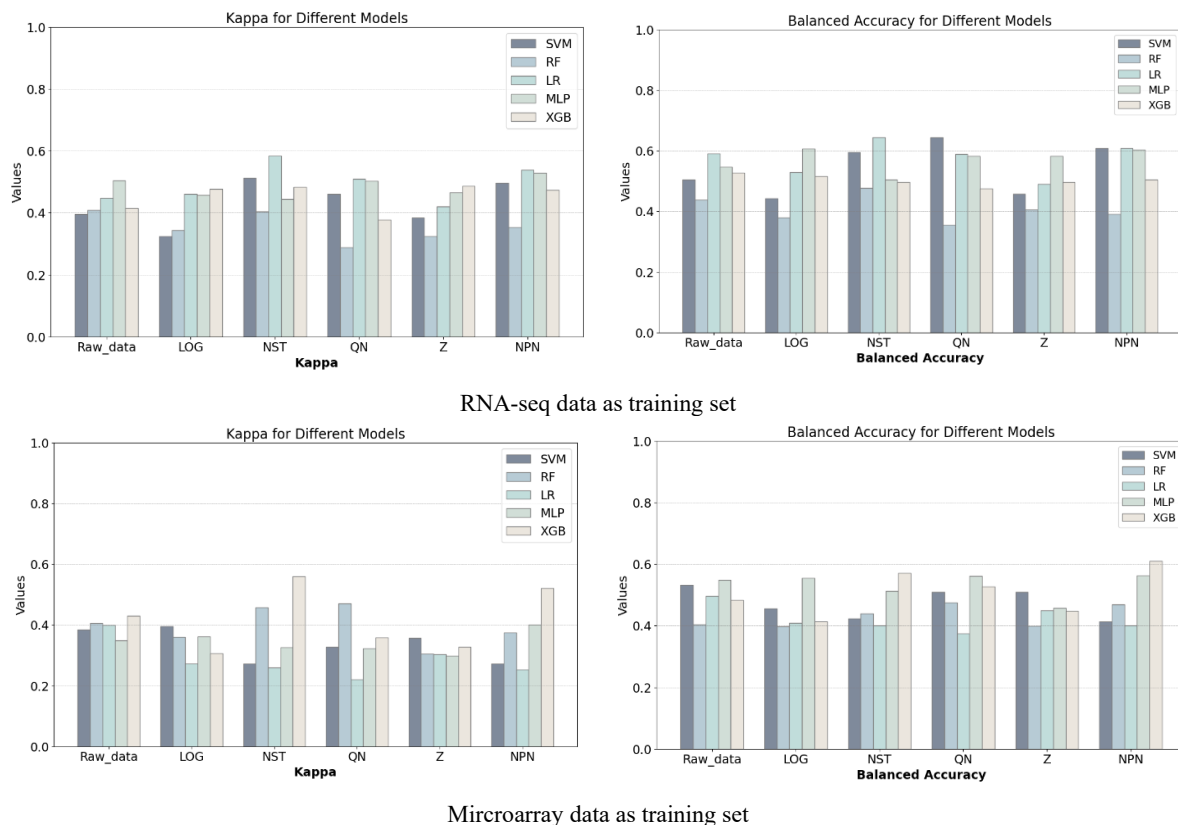 Kappa for Different Models
1.0
0.8
0.6
0.4
0.2
0.0
Values
SVM
RF
LR
MLP
XGB
Raw_data LOG NST QN Z NPN
Kappa
Balanced Accuracy for Different Models
1.0
0.8
0.6
0.4
0.2
0.0
Values
SVM
RF
LR
MLP
XGB
Raw_data LOG NST QN Z NPN
Balanced Accuracy
RNA-seq data as training set
Kappa for Different Models
1.0
0.8
0.6
0.4
0.2
0.0
Values
SVM
RF
LR
MLP
XGB
Raw_data LOG NST QN Z NPN
Kappa
Balanced Accuracy for Different Models
1.0
0.8
0.6
0.4
0.2
0.0
Values
SVM
RF
LR
MLP
XGB
Raw_data LOG NST QN Z NPN
Balanced Accuracy
Mircroarray data as training set